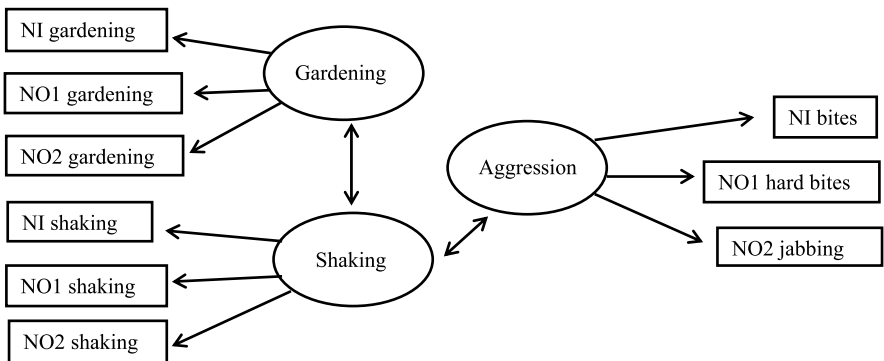 NI gardening
NO1 gardening
NO2 gardening
Gardening
NI shaking
NO1 shaking
NO2 shaking
Shaking
Aggression
NI bites
NO1 hard bites
NO2 jabbing